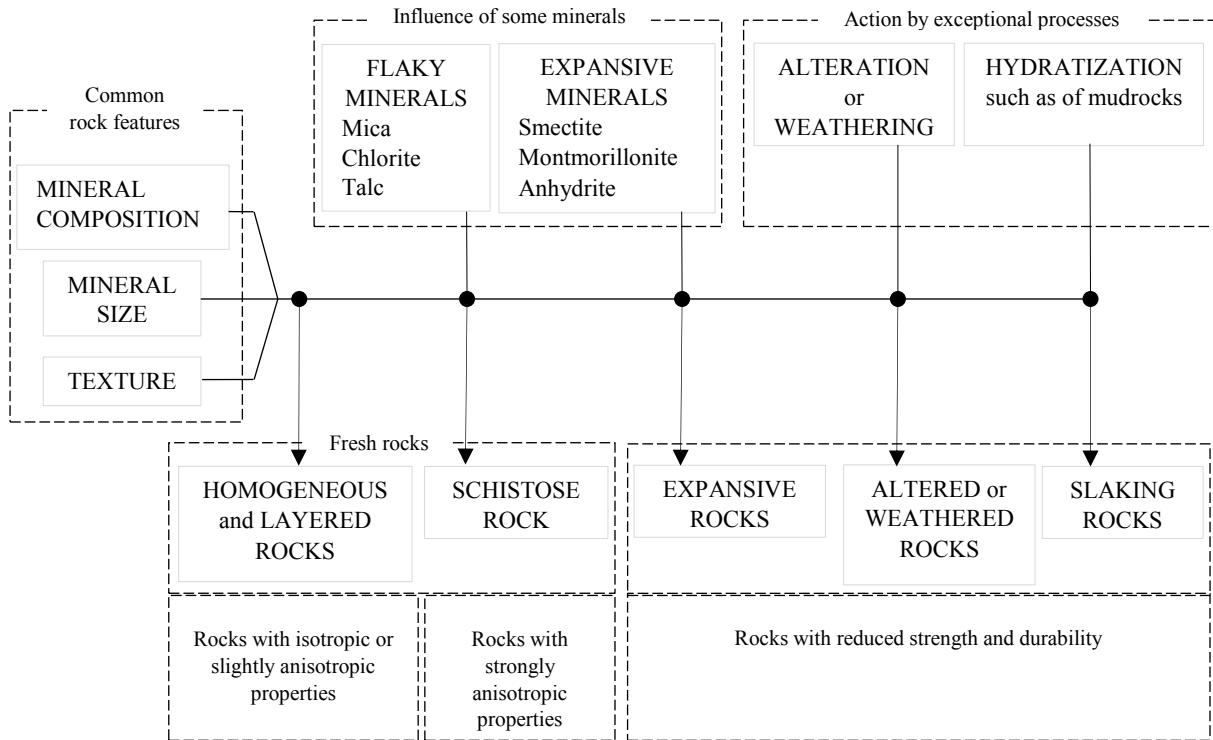 Influence of some minerals
Action by exceptional processes
FLAKY
MINERALS
Mica
Chlorite
Talc
EXPANSIVE
MINERALS
Smectite
Montmorillonite
Anhydrite
ALTERATION
or
WEATHERING
HYDRATIZATION
such as of mudrocks
Common
rock features
MINERAL
COMPOSITION
MINERAL
SIZE
TEXTURE
Fresh rocks
HOMOGENEOUS
and LAYERED
ROCKS
SCHISTOSE
ROCK
EXPANSIVE
ROCKS
ALTERED or
WEATHERED
ROCKS
SLAKING
ROCKS
Rocks with isotropic or
slightly anisotropic
properties
Rocks with
strongly
anisotropic
properties
Rocks with reduced strength and durability